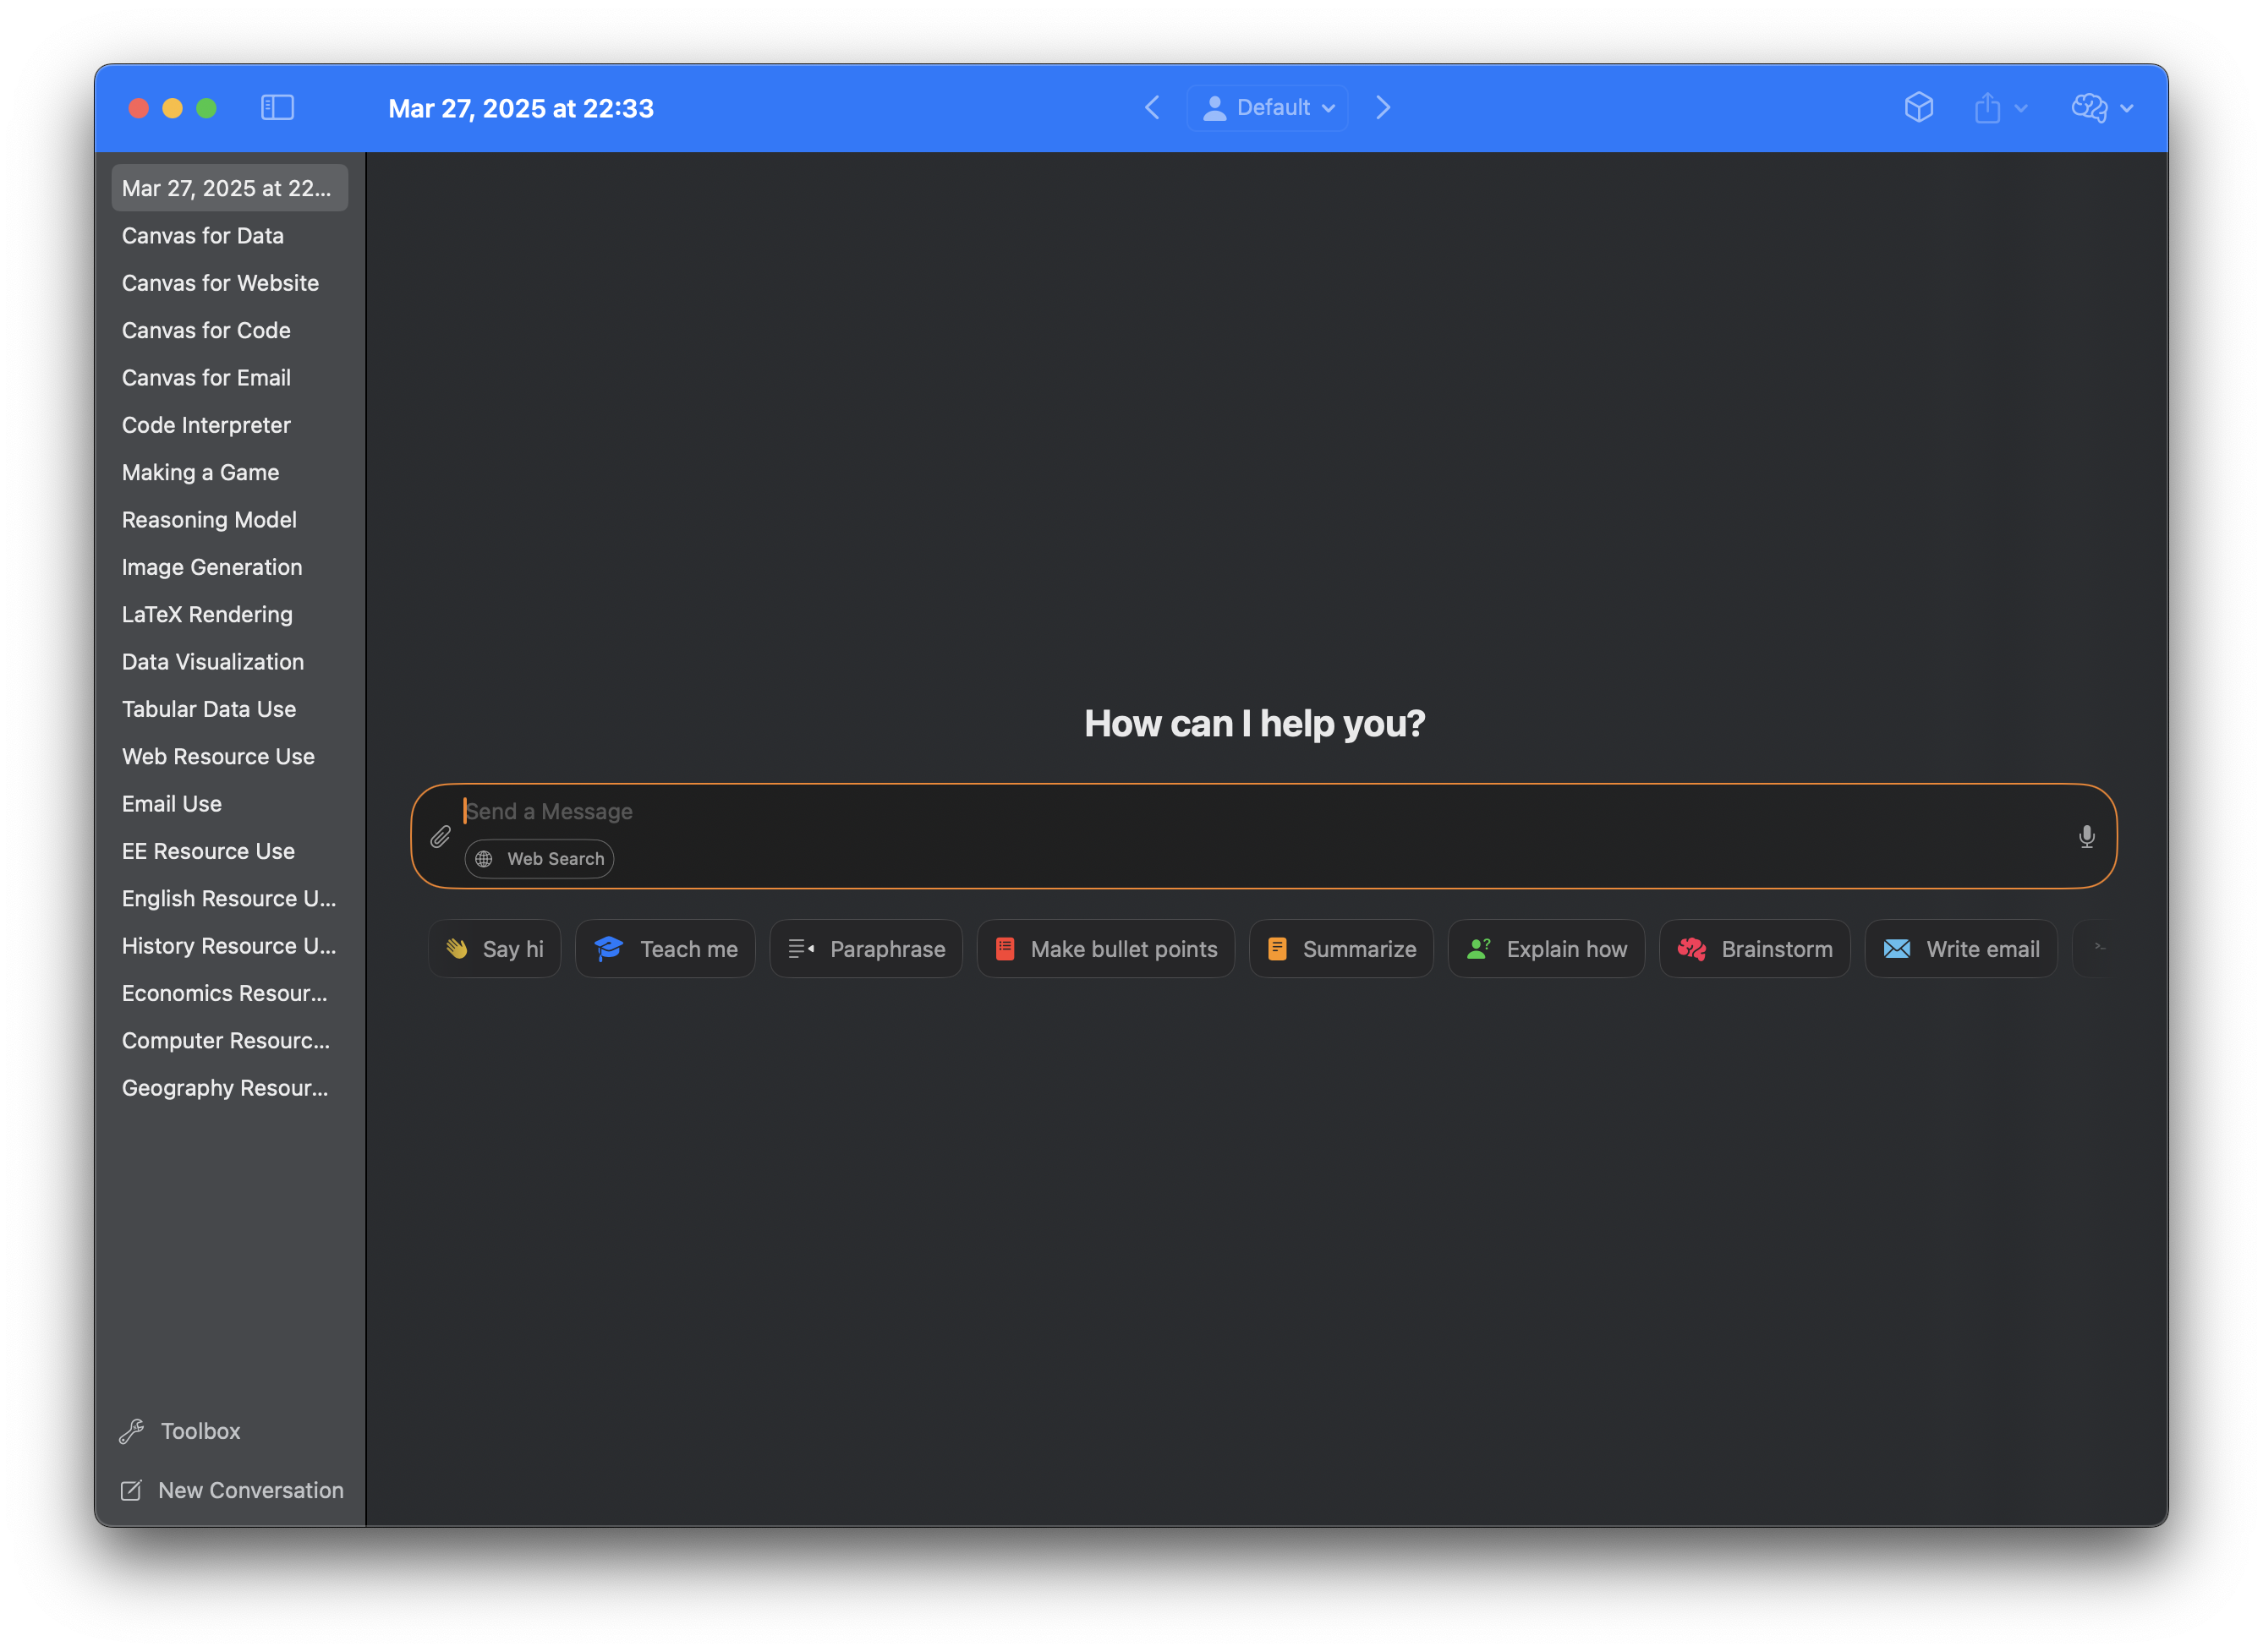 Mar 27, 2025 at 22:33
Default
Mar 27, 2025 at 22...
Canvas for Data
Canvas for Website
Canvas for Code
Canvas for Email
Code Interpreter
Making a Game
Reasoning Model
Image Generation
LaTeX Rendering
Data Visualization
Tabular Data Use
Web Resource Use
Email Use
EE Resource Use
English Resource U...
History Resource U...
Economics Resour...
Computer Resourc...
Geography Resour...
Toolbox
New Conversation
How can I help you?
Send a Message
Web Search
Say hi
Teach me
Paraphrase
Make bullet points
Summarize
Explain how
Brainstorm
Write email